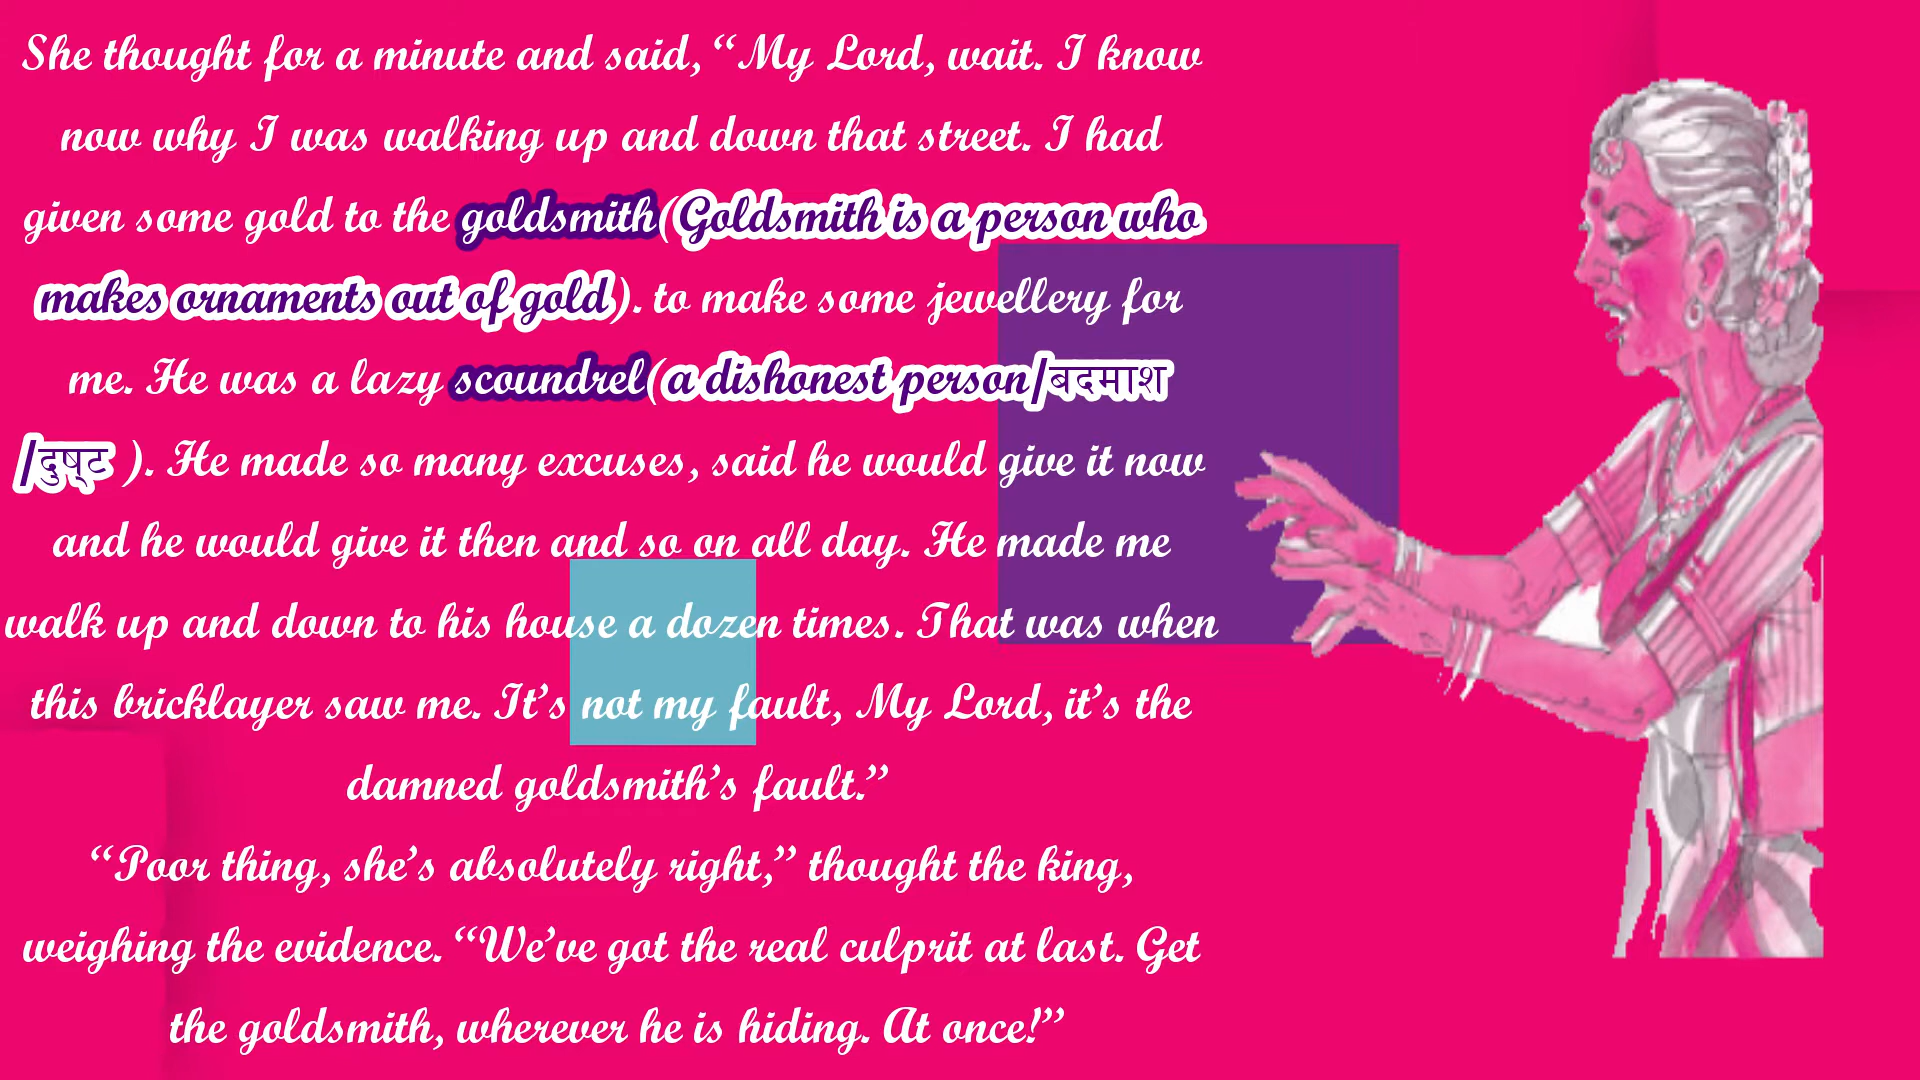 She thought for a minute and said, “My Lord, wait. I know
now why I was walking up and down that street. I had
given some gold to the goldsmith(Goldsmith is a person who
makes ornaments out of gold). to make some jewellery for
me. He was a lazy scoundrel(a dishonest person/बदमाश
/दुष्ट ). He made so many excuses, said he would give it now
and he would give it then and so on all day. He made me
walk up and down to his house a dozen times. That was when
this bricklayer saw me. It’s not my fault, My Lord, it’s the
damned goldsmith’s fault.”
“Poor thing, she’s absolutely right,” thought the king,
weighing the evidence. “We’ve got the real culprit at last. Get
the goldsmith, wherever he is hiding. At once!”